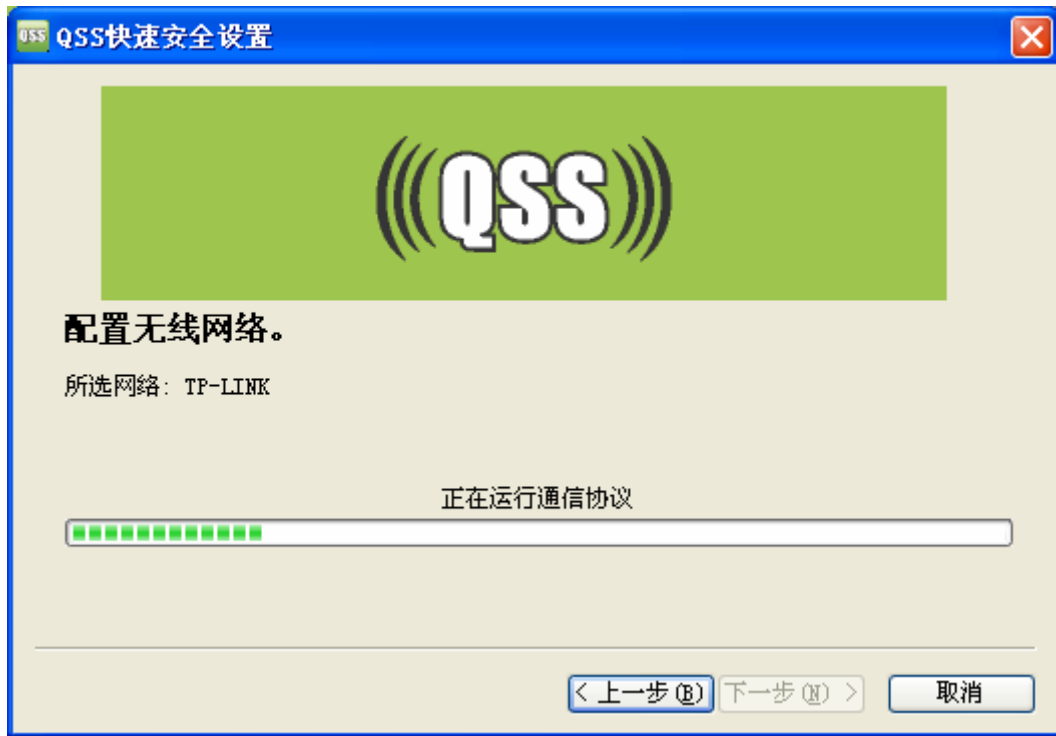 QSS QSS快速安全设置
(((QSS)))
配置无线网络。
所选网络: TP-LINK
正在运行通信协议
< 上一步(B) 下一步(N) > 取消